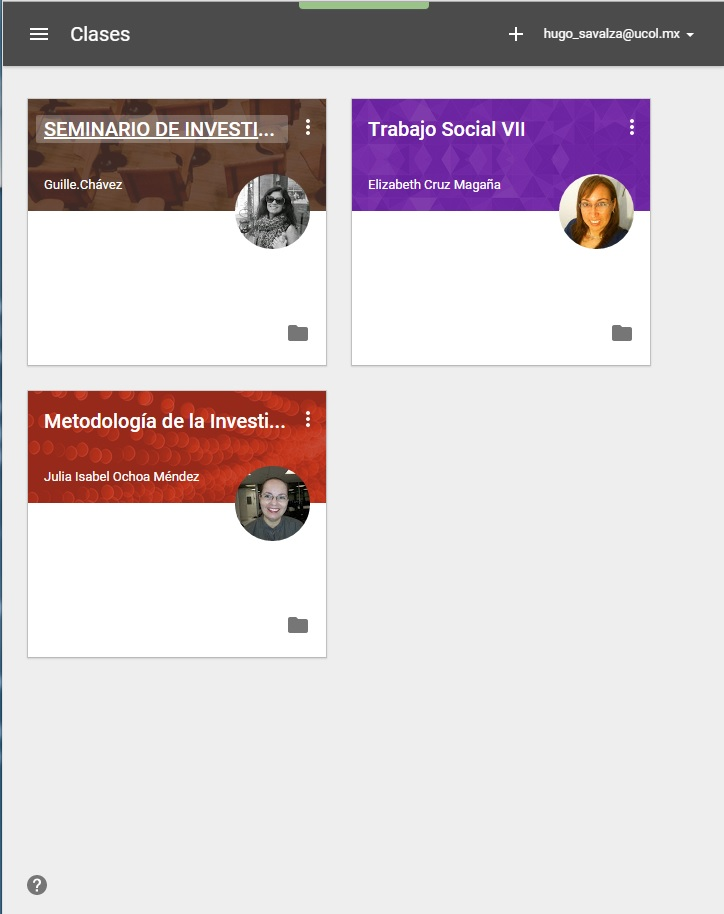 Clases
hugo_savalza@ucol.mx
SEMINARIO DE INVESTI...
Guille.Chávez
Trabajo Social VII
Elizabeth Cruz Magaña
Metodología de la Investi...
Julia Isabel Ochoa Méndez